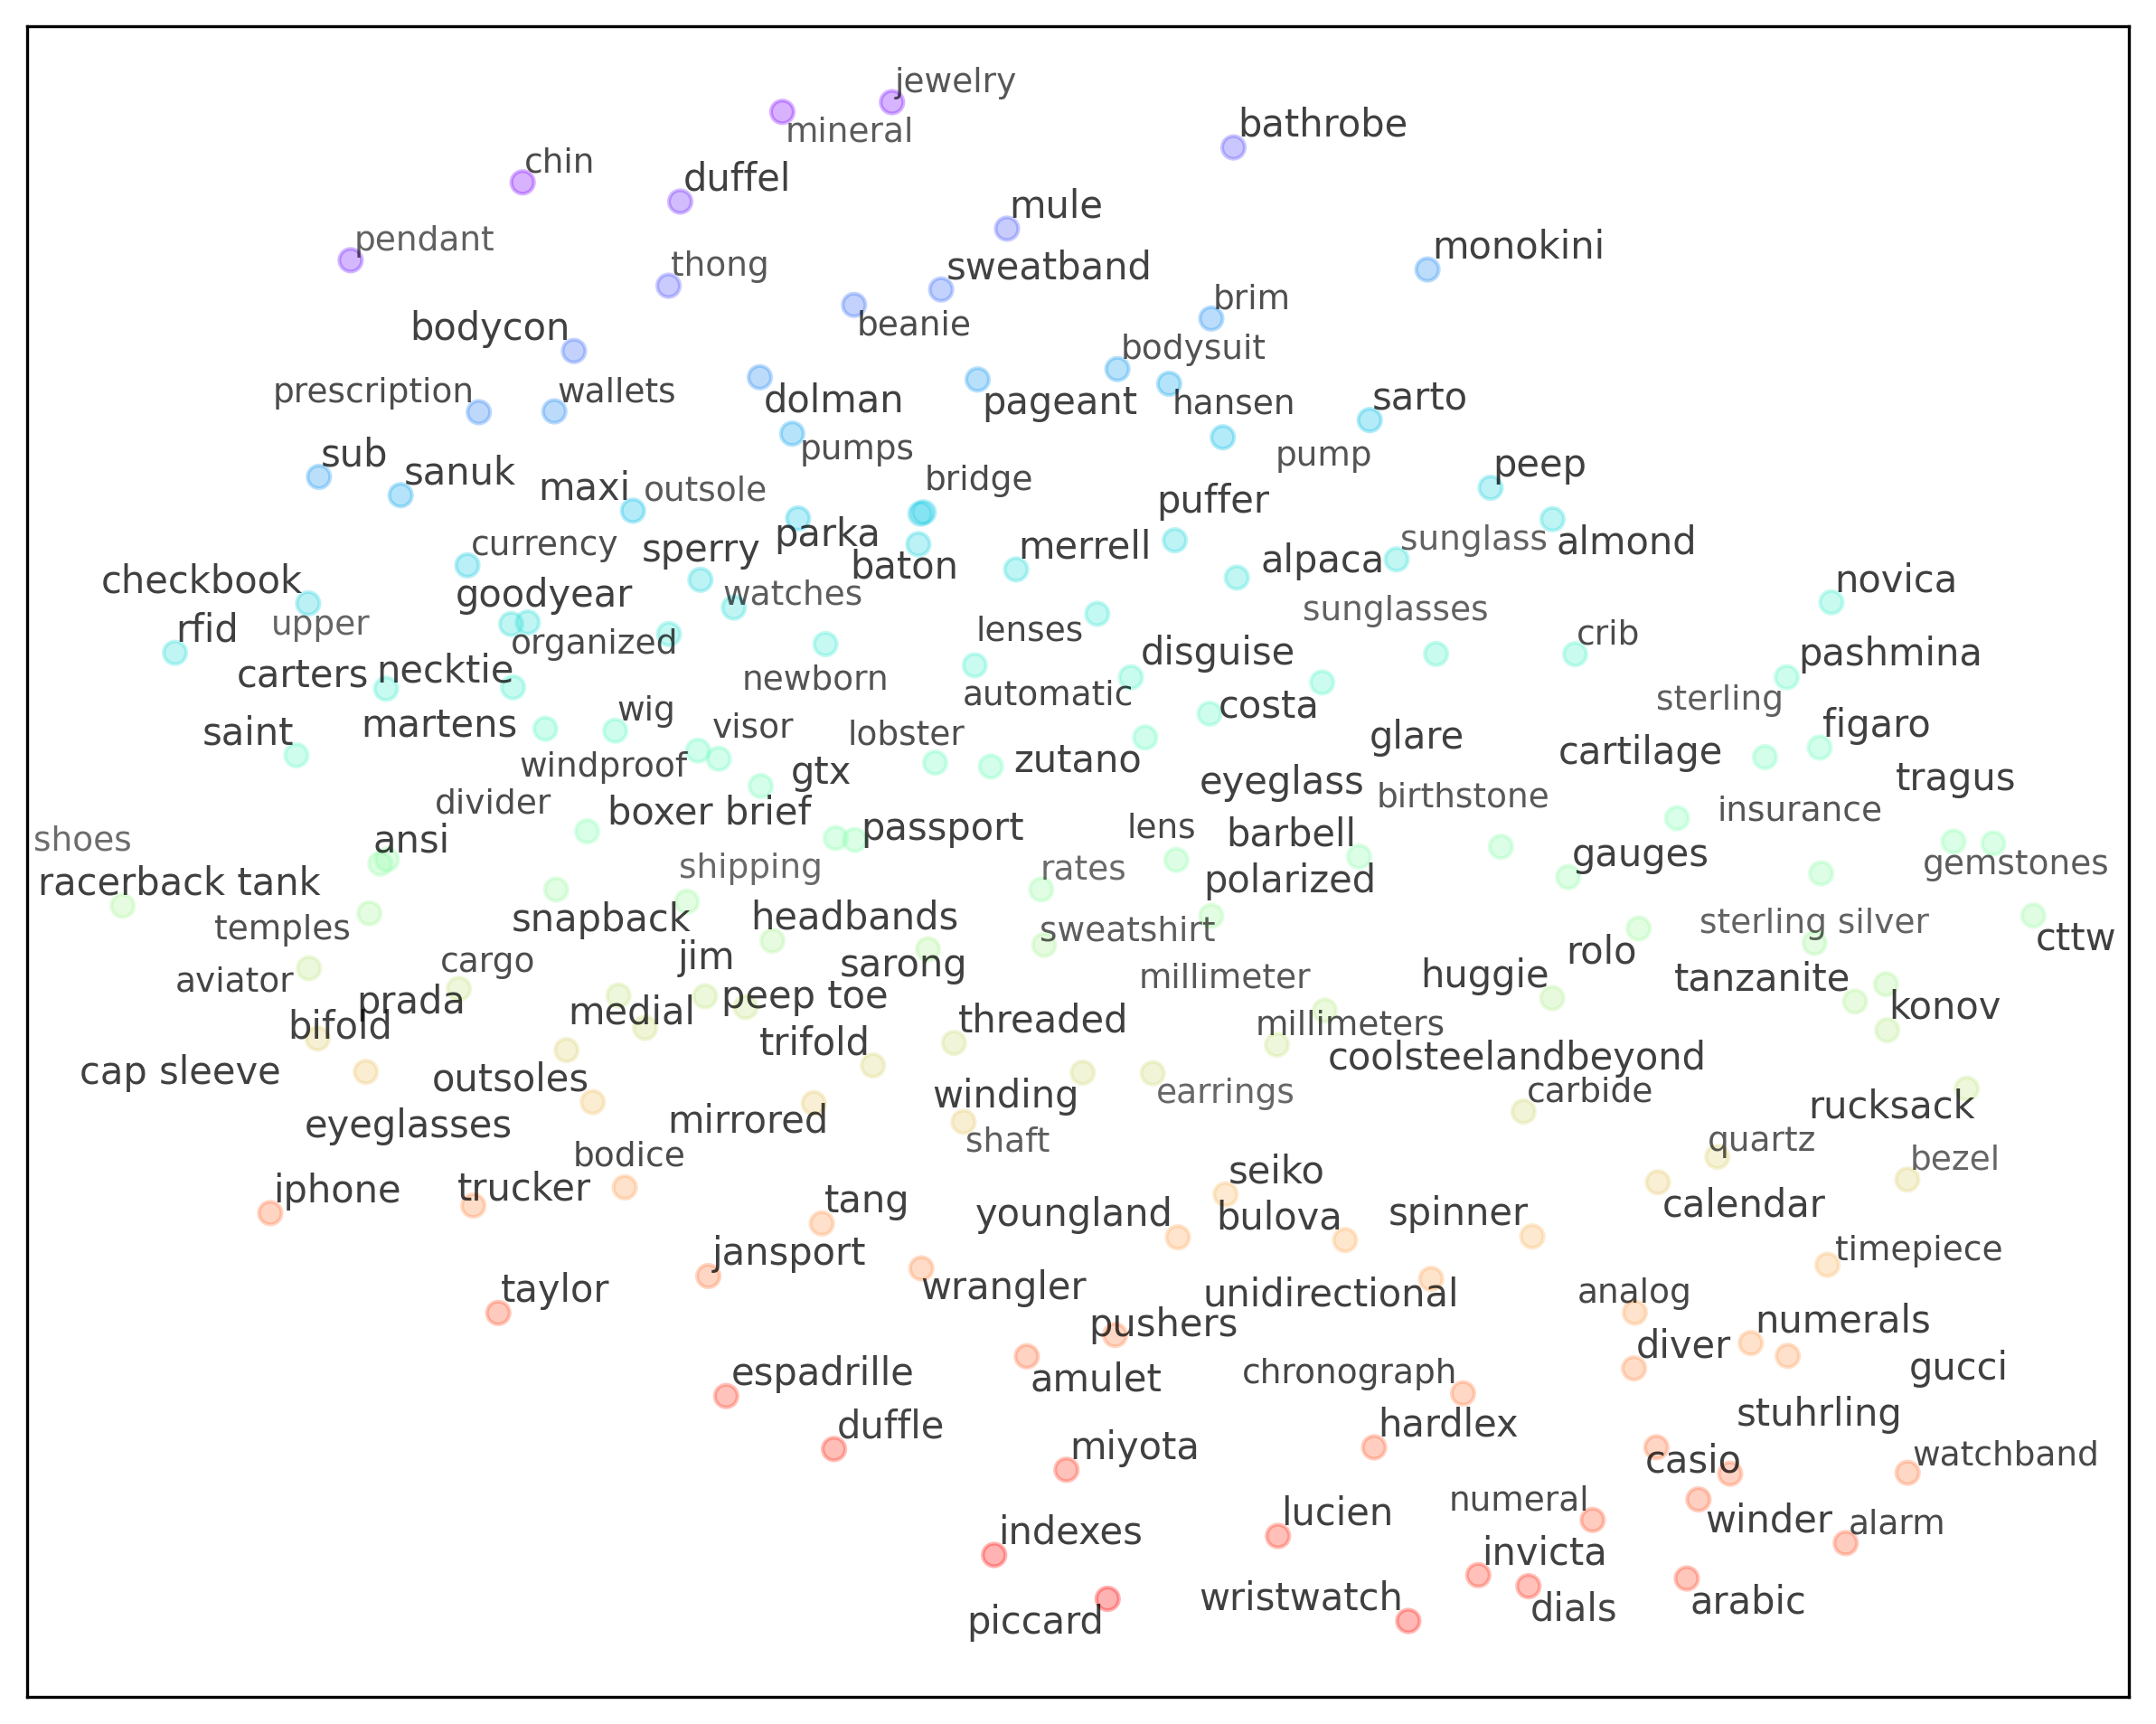 jewelry
mineral
bathrobe
chin
duffel
mule
pendant
thong
sweatband
monokini
brim
beanie
bodycon
bodysuit
prescription
wallets
dolman
pageant
hansen
sarto
pumps
pump
sub
sanuk
maxi
outsole
bridge
peep
puffer
parka
currency
sperry
baton
merrell
alpaca
sunglass
almond
checkbook
goodyear
watches
novica
upper
rfid
organized
lenses
sunglasses
crib
carters
necktie
newborn
disguise
pashmina
automatic
sterling
saint
martens
wig
visor
lobster
costa
glare
figaro
windproof
gtx
zutano
cartilage
eyeglass
tragus
divider
boxer brief
birthstone
insurance
shoes
ansi
passport
lens
barbell
gauges
gemstones
racerback tank
shipping
rates
polarized
temples
snapback
headbands
sweatshirt
sterling silver
cttw
aviator
cargo
jim
sarong
millimeter
huggie
rolo
tanzanite
prada
bifold
medial
peep toe
threaded
millimeters
konov
trifold
cap sleeve
outsoles
coolsteelandbeyond
winding
earrings
carbide
rucksack
eyeglasses
mirrored
shaft
bodice
quartz
bezel
iphone
trucker
tang
seiko
youngland
bulova
spinner
calendar
jansport
timepiece
taylor
wrangler
unidirectional
analog
pushers
numerals
diver
espadrille
amulet
chronograph
gucci
duffle
hardlex
stuhrling
miyota
casio
watchband
numeral
indexes
lucien
winder
alarm
invicta
piccard
wristwatch
dials
arabic